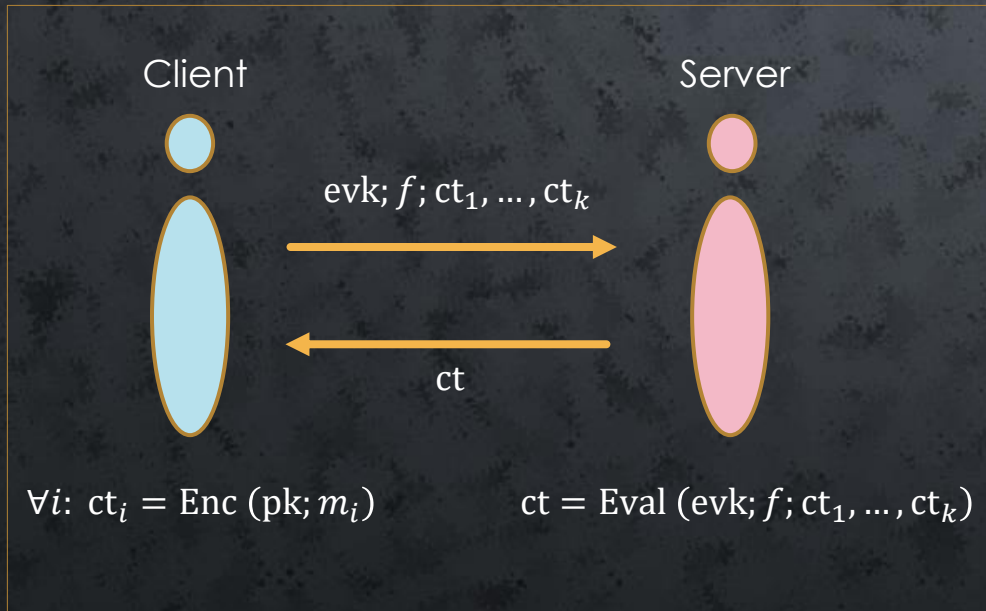 Client
Server
evk; f; ct₁, … , ctₖ
ct
∀i: ctᵢ = Enc (pk; mᵢ)
ct = Eval (evk; f; ct₁, … , ctₖ)